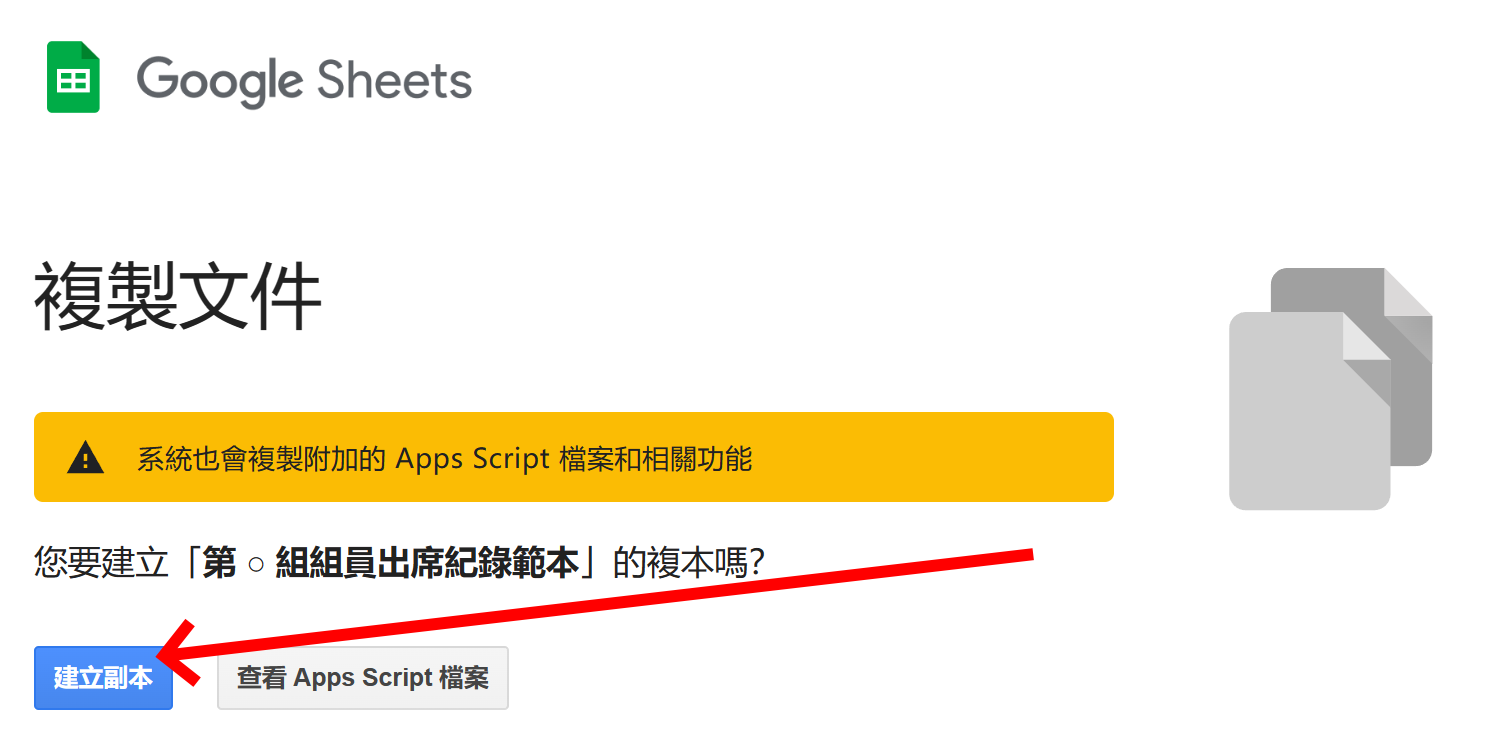 Google Sheets
複製文件
系統也會複製附加的 Apps Script 檔案和相關功能
您要建立「第 ○ 組組員出席紀錄範本」的複本嗎?
建立副本
查看 Apps Script 檔案